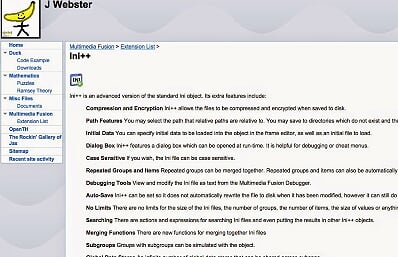 J Webster
Home
Duck
Code Example
Downloads
Mathematics
Puzzles
Ramsey Theory
Misc Files
Documents
Multimedia Fusion
Extension List
OpenTH
The Rockin' Gallery of
Jax
Sitemap
Recent site activity
Multimedia Fusion > Extension List >
Ini++
INI
Ini++ is an advanced version of the standard Ini object. Its extra features include:
Compression and Encryption Ini++ allows the files to be compressed and encrypted when saved to disk.
Path Features You may select the path that relative paths are relative to. You may save to directories which do not exist and th
Initial Data You can specify initial data to be loaded into the object in the frame editor, as well as an initial file to load.
Dialog Box Ini++ features a dialog box which can be opened at run-time. It is helpful for debugging or cheat menus.
Case Sensitive If you wish, the Ini file can be case sensitive.
Repeated Groups and Items Repeated groups can be merged together. Repeated groups and items can also be automatically
Debugging Tools View and modify the Ini file as text from the Multimedia Fusion Debugger.
Auto-Save Ini++ can be set so it does not automatically rewrite the file to disk when it has been modified, however it can still do
No Limits There are no limits for the size of the Ini files, the number of groups, the number of items, the size of values or anythin
Searching There are actions and expressions for searching Ini files and even putting the results in other Ini++ objects.
Merging Functions There are new functions for merging together Ini files
Subgroups Groups with subgroups can be simulated with the object.